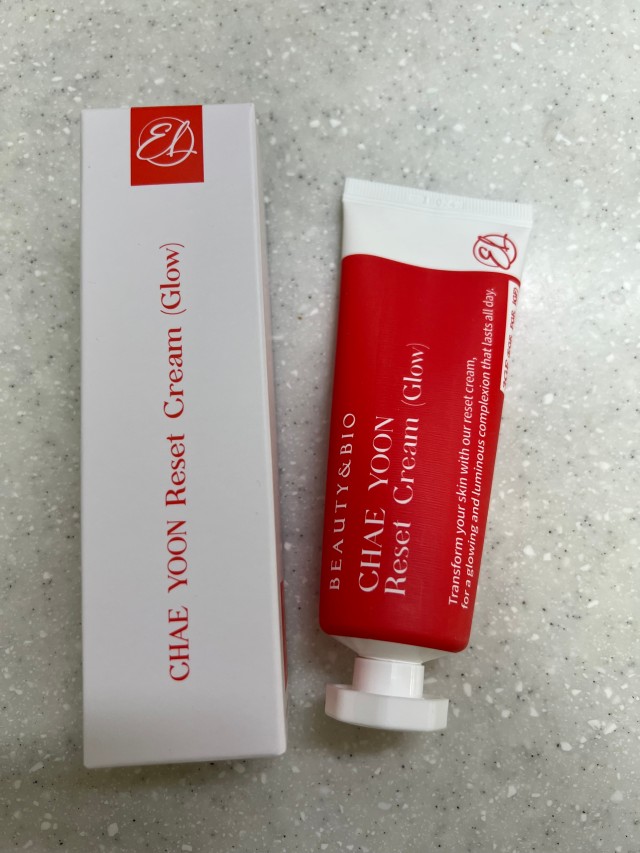 CHAE YOON Reset Cream (Glow)
BEAUTY & BIO
CHAE YOON
Reset Cream (Glow)
Transform your skin with our reset cream,
for a glowing and luminous complexion that lasts all day.